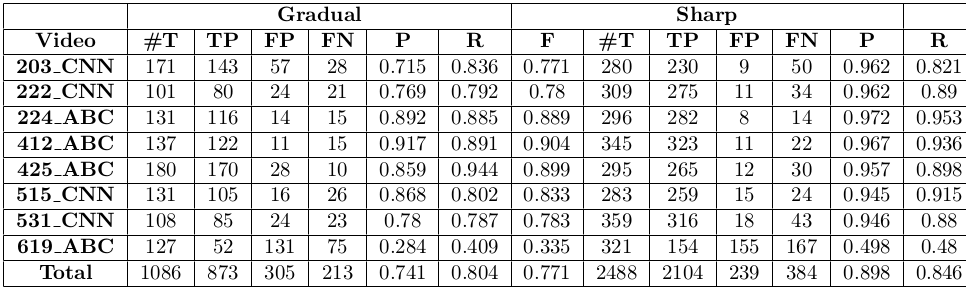 Gradual Sharp
Video #T TP FP FN P R F #T TP FP FN P R
203_CNN 171 143 57 28 0.715 0.836 0.771 280 230 9 50 0.962 0.821
222_CNN 101 80 24 21 0.769 0.792 0.78 309 275 11 34 0.962 0.89
224_ABC 131 116 14 15 0.892 0.885 0.889 296 282 8 14 0.972 0.953
412_ABC 137 122 11 15 0.917 0.891 0.904 345 323 11 22 0.967 0.936
425_ABC 180 170 28 10 0.859 0.944 0.899 295 265 12 30 0.957 0.898
515_CNN 131 105 16 26 0.868 0.802 0.833 283 259 15 24 0.945 0.915
531_CNN 108 85 24 23 0.78 0.787 0.783 359 316 18 43 0.946 0.88
619_ABC 127 52 131 75 0.284 0.409 0.335 321 154 155 167 0.498 0.48
Total 1086 873 305 213 0.741 0.804 0.771 2488 2104 239 384 0.898 0.846